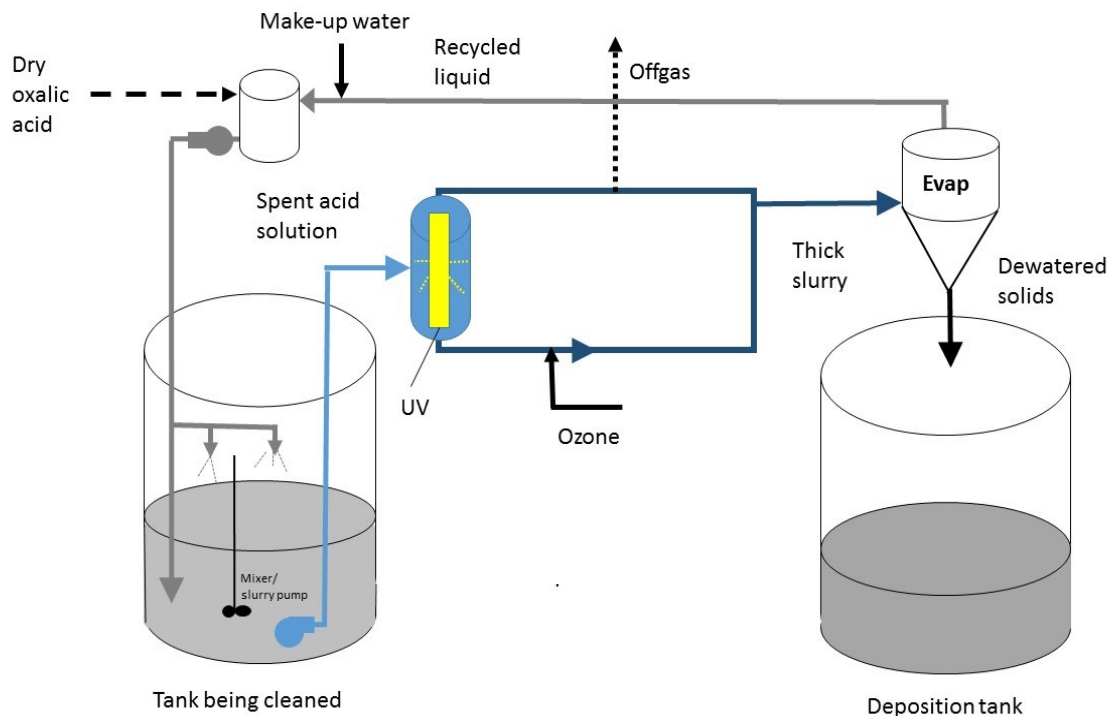 Make-up water
Dry
oxalic
acid
Recycled
liquid
Offgas
Evap
Spent acid
solution
Thick
slurry
Dewatered
solids
UV
Ozone
Mixer/
slurry pump
Tank being cleaned
Deposition tank